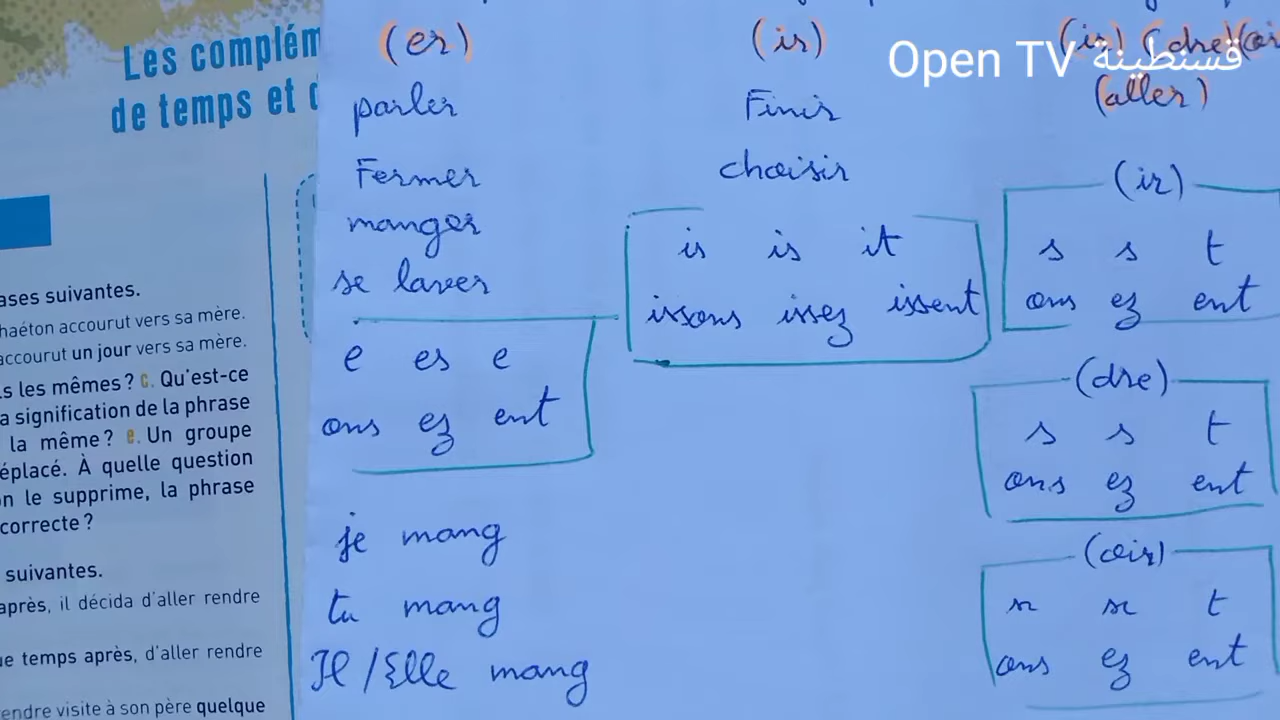 Les complém
de temps et d
ases suivantes.
haéton accourut vers sa mère.
accourut un jour vers sa mère.
ls les mêmes ? c. Qu'est-ce
a signification de la phrase
la même ? e. Un groupe
éplacé. À quelle question
on le supprime, la phrase
correcte ?
suivantes.
après, il décida d'aller rendre
ue temps après, d'aller rendre
endre visite à son père quelque
(er)
parler
Fermer
manger
se laver
e es e
ons ez ent
je mang
tu mang
Il /Elle mang
(ir)
Finir
choisir
is is it
issons issez issent
(ir) (dre) (oir
(aller)
(ir)
s s t
ons ez ent
(dre)
s s t
ons ez ent
(oir)
x x t
ons ez ent
Open TV قسنطينة